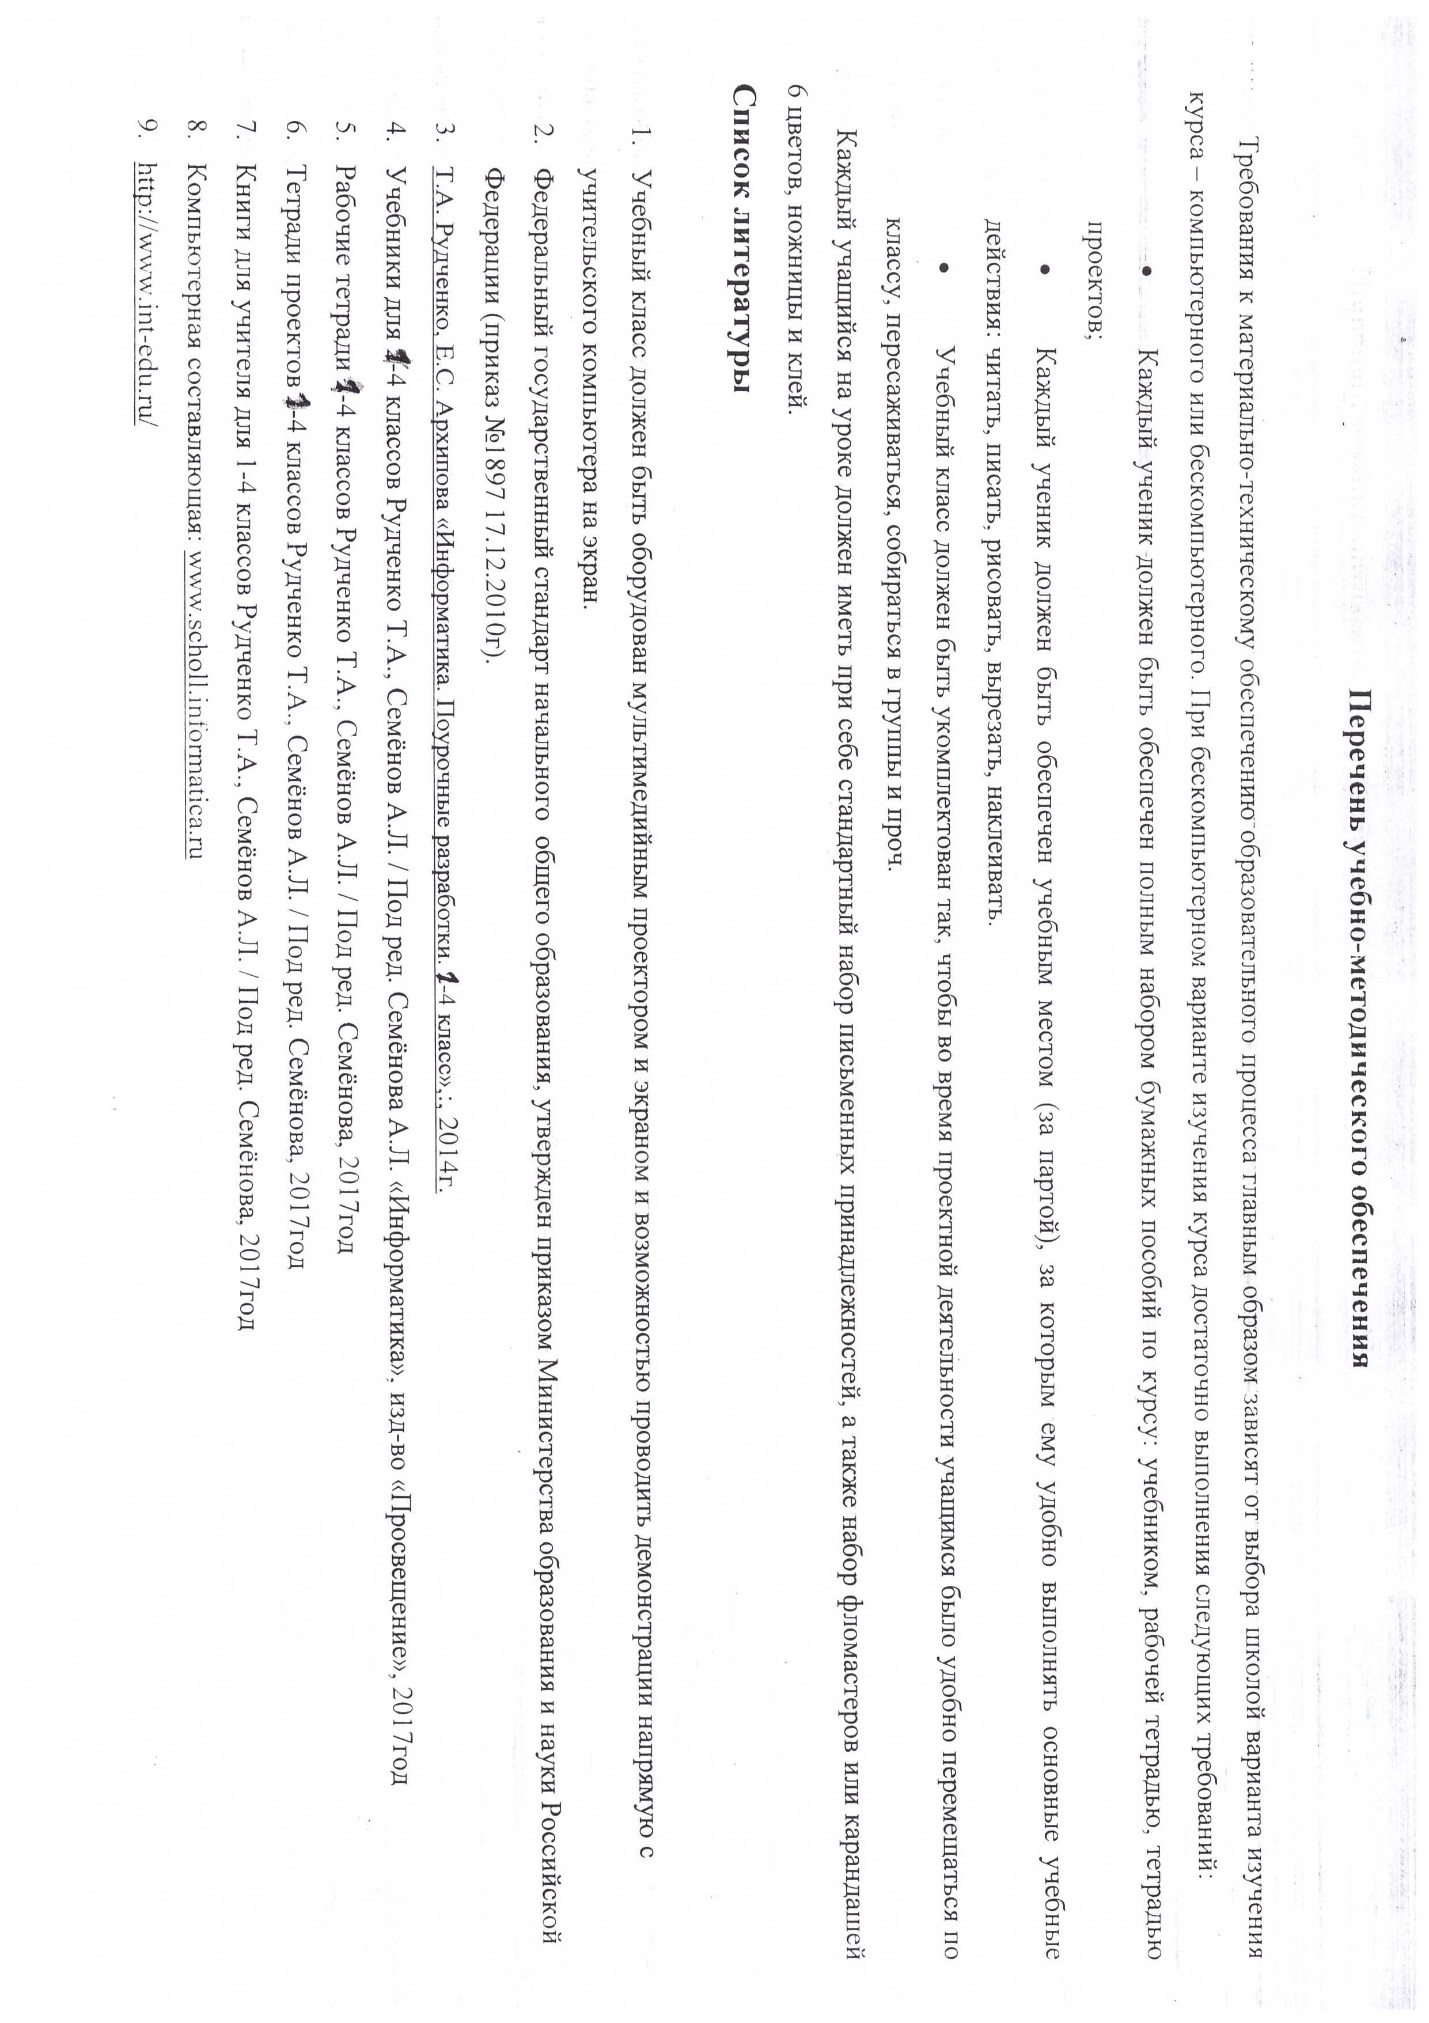 Перечень учебно-методического обеспечения
Требования к материально-техническому обеспечению образовательного процесса главным образом зависят от выбора школой варианта изучения
курса – компьютерного или бескомпьютерного. При бескомпьютерном варианте изучения курса достаточно выполнения следующих требований:
• Каждый ученик должен быть обеспечен полным набором бумажных пособий по курсу: учебником, рабочей тетрадью, тетрадью
проектов;
• Каждый ученик должен быть обеспечен учебным местом (за партой), за которым ему удобно выполнять основные учебные
действия: читать, писать, рисовать, вырезать, наклеивать.
• Учебный класс должен быть укомплектован так, чтобы во время проектной деятельности учащимся было удобно перемещаться по
классу, пересаживаться, собираться в группы и проч.
Каждый учащийся на уроке должен иметь при себе стандартный набор письменных принадлежностей, а также набор фломастеров или карандашей
6 цветов, ножницы и клей.
Список литературы
1. Учебный класс должен быть оборудован мультимедийным проектором и экраном и возможностью проводить демонстрации напрямую с
учительского компьютера на экран.
2. Федеральный государственный стандарт начального общего образования, утвержден приказом Министерства образования и науки Российской
Федерации (приказ №1897 17.12.2010г).
3. Т.А. Рудченко, Е.С. Архипова «Информатика. Поурочные разработки. -4 класс»,:, 2014г.
4. Учебники для -4 классов Рудченко Т.А., Семёнов А.Л. / Под ред. Семёнова А.Л. «Информатика», изд-во «Просвещение», 2017год
5. Рабочие тетради -4 классов Рудченко Т.А., Семёнов А.Л. / Под ред. Семёнова, 2017год
6. Тетради проектов -4 классов Рудченко Т.А., Семёнов А.Л. / Под ред. Семёнова, 2017год
7. Книги для учителя для 1-4 классов Рудченко Т.А., Семёнов А.Л. / Под ред. Семёнова, 2017год
8. Компьютерная составляющая: www.scholl.informatica.ru
9. http://www.int-edu.ru/